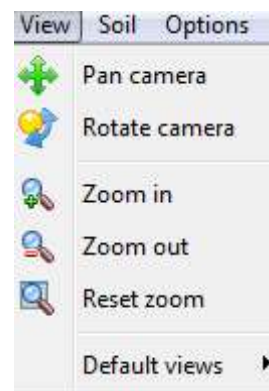 View Soil Options
Pan camera
Rotate camera
Zoom in
Zoom out
Reset zoom
Default views